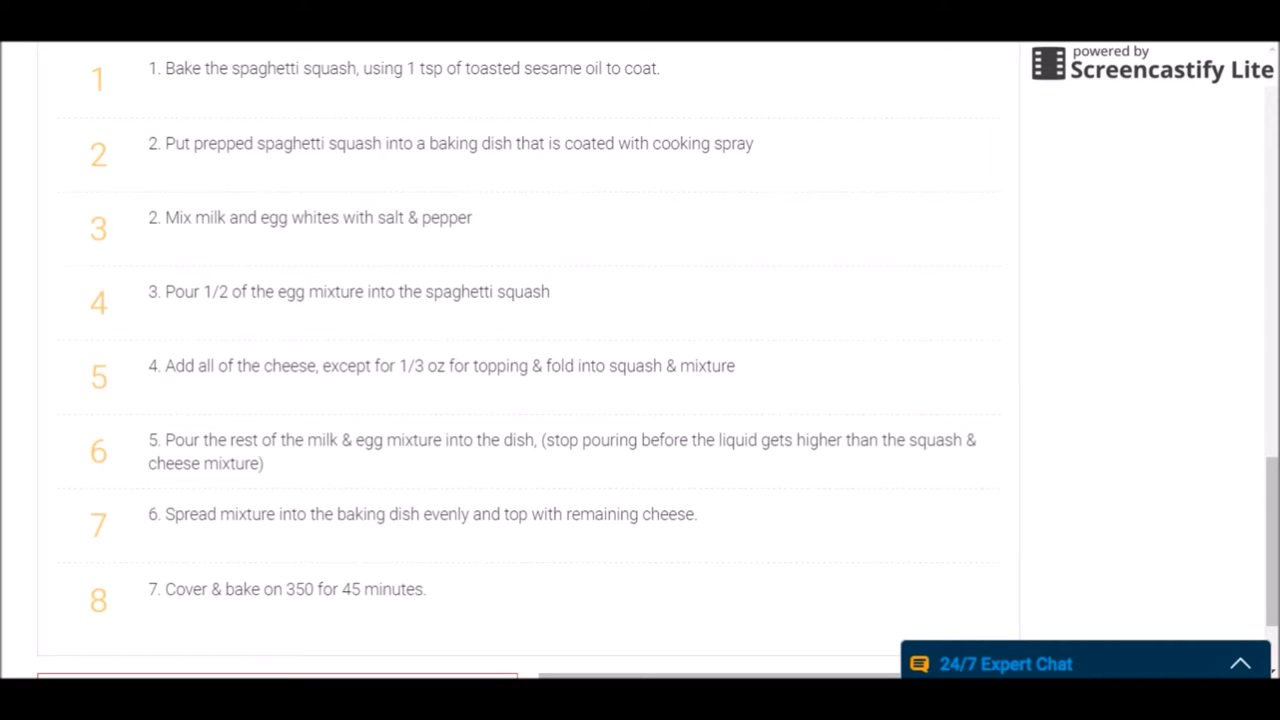 powered by
Screencastify Lite
1
1. Bake the spaghetti squash, using 1 tsp of toasted sesame oil to coat.
2
2. Put prepped spaghetti squash into a baking dish that is coated with cooking spray
3
2. Mix milk and egg whites with salt & pepper
4
3. Pour 1/2 of the egg mixture into the spaghetti squash
5
4. Add all of the cheese, except for 1/3 oz for topping & fold into squash & mixture
6
5. Pour the rest of the milk & egg mixture into the dish, (stop pouring before the liquid gets higher than the squash &
cheese mixture)
7
6. Spread mixture into the baking dish evenly and top with remaining cheese.
8
7. Cover & bake on 350 for 45 minutes.
24/7 Expert Chat